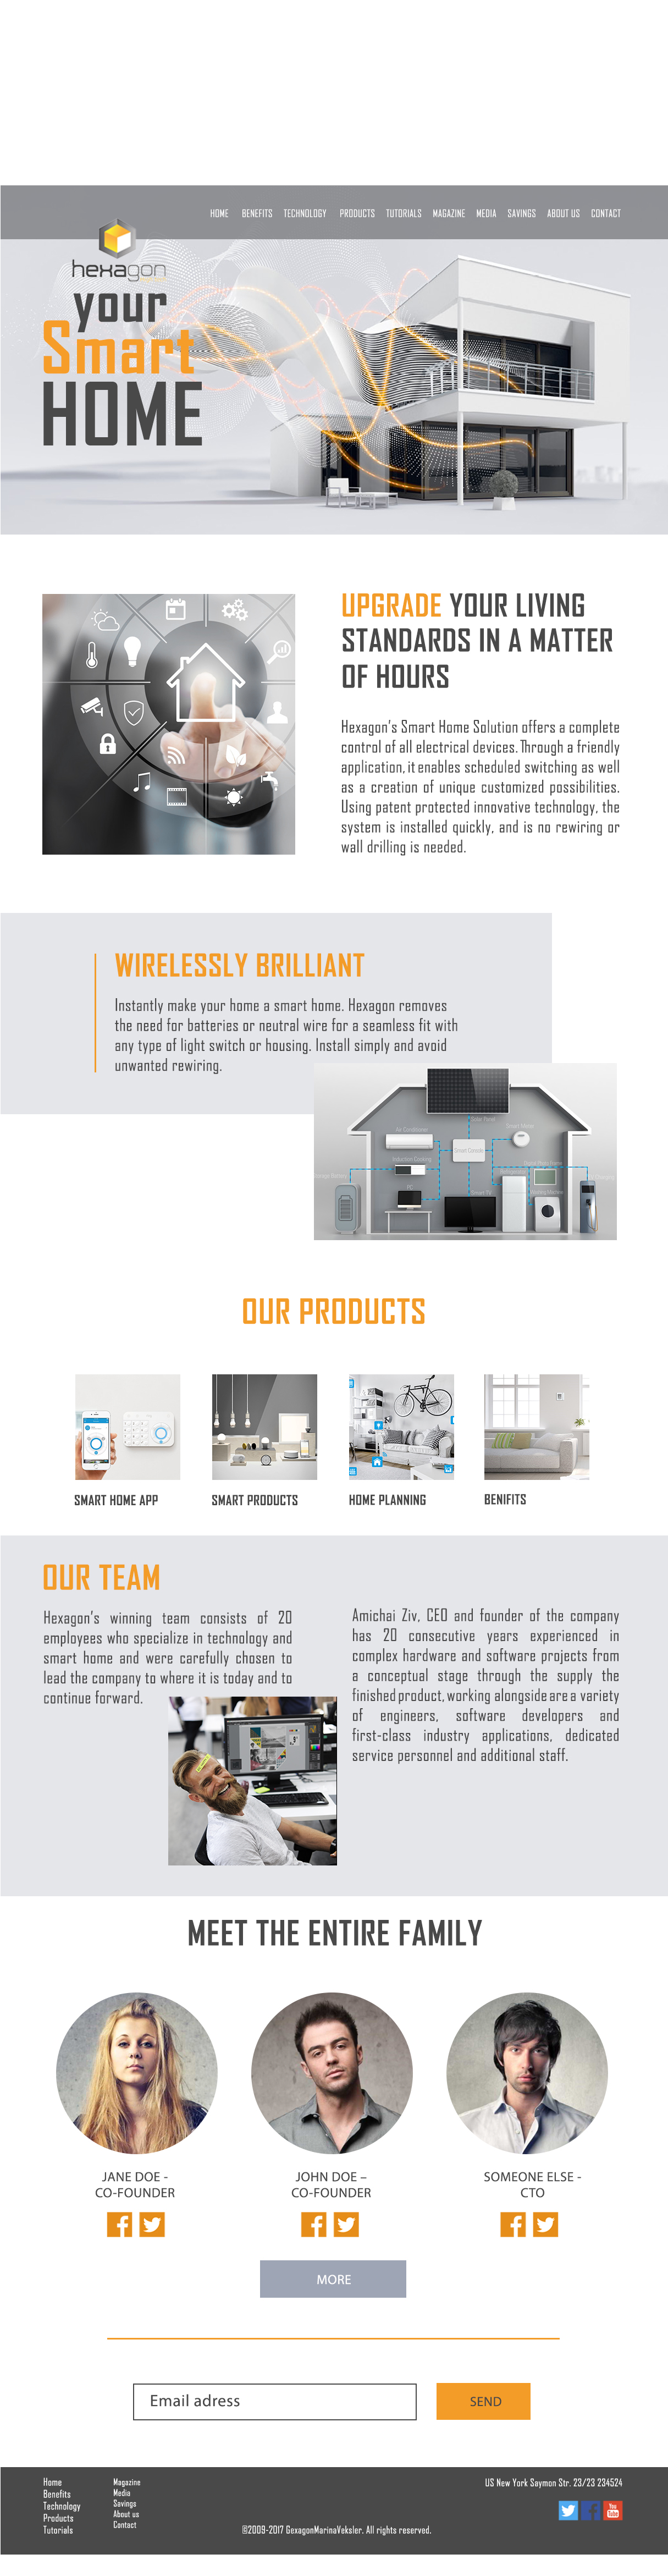 HOME BENEFITS TECHNOLOGY PRODUCTS TUTORIALS MAGAZINE MEDIA SAVINGS ABOUT US CONTACT
hexagon
your
Smart
HOME
UPGRADE YOUR LIVING
STANDARDS IN A MATTER
OF HOURS
Hexagon's Smart Home Solution offers a complete
control of all electrical devices. Through a friendly
application, it enables scheduled switching as well
as a creation of unique customized possibilities.
Using patent protected innovative technology, the
system is installed quickly, and is no rewiring or
wall drilling is needed.
WIRELESSLY BRILLIANT
Instantly make your home a smart home. Hexagon removes
the need for batteries or neutral wire for a seamless fit with
any type of light switch or housing. Install simply and avoid
unwanted rewiring.
Solar Panel
Air Conditioner
Smart Meter
Induction Cooking
PC
OUR PRODUCTS
SMART HOME APP
SMART PRODUCTS
HOME PLANNING
BENIFITS
OUR TEAM
Hexagon's winning team consists of 20
employees who specialize in technology and
smart home and were carefully chosen to
lead the company to where it is today and to
continue forward.
Amichai Ziv, CEO and founder of the company
has 20 consecutive years experienced in
complex hardware and software projects from
a conceptual stage through the supply the
finished product, working alongside are a variety
of engineers, software developers and
first-class industry applications, dedicated
service personnel and additional staff.
MEET THE ENTIRE FAMILY
JANE DOE -
CO-FOUNDER
JOHN DOE –
CO-FOUNDER
SOMEONE ELSE -
CTO
MORE
Email adress
SEND
Home
Benefits
Technology
Products
Tutorials
Magazine
Media
Savings
About us
Contact
US New York Saymon Str. 23/23 234524
You
Tube
©2009-2017 GexagonMarinaVeksler. All rights reserved.